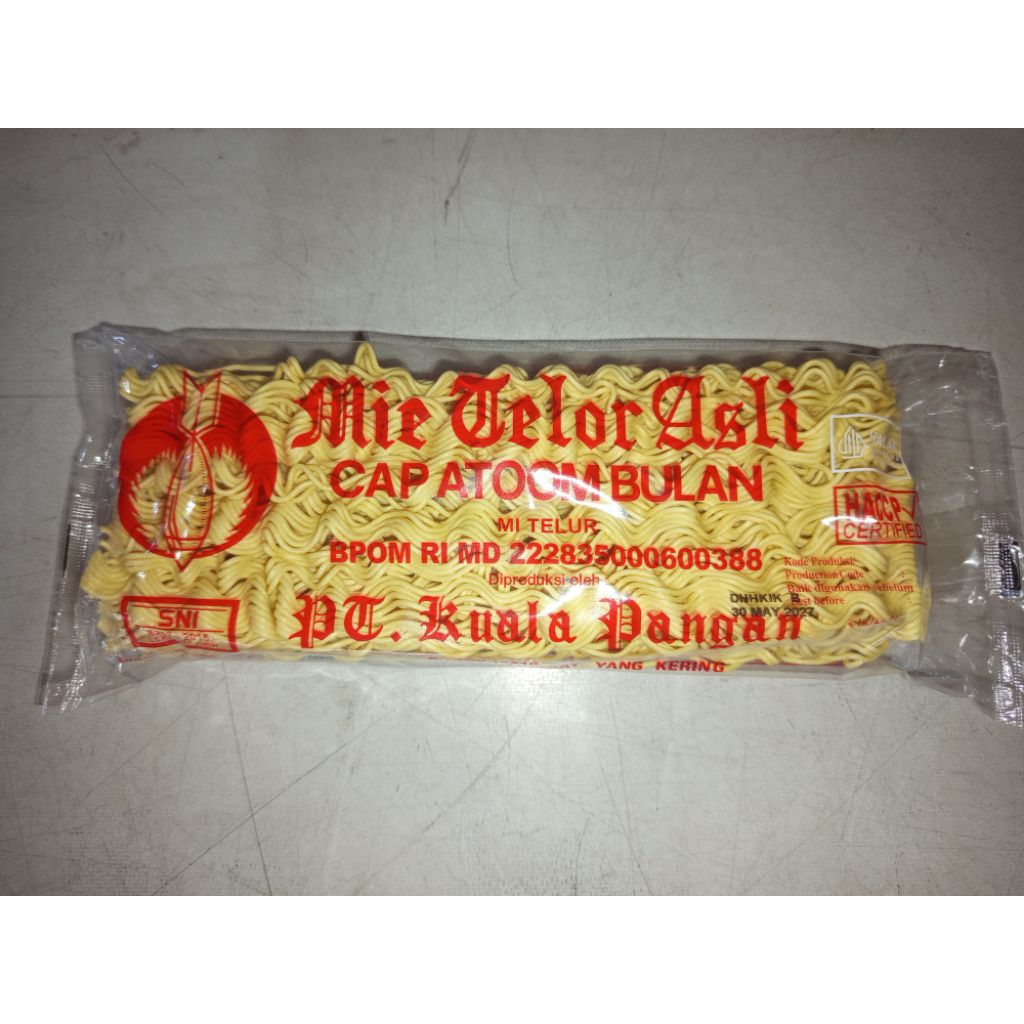 Mie Telor Asli
CAP ATOOM BULAN
MI TELUR
BPOM RI MD 222835000600388
Diproduksi oleh :
PT. Kuala Pangan
YANG KERING
SNI
HALAL
HACCP
CERTIFIED
Kode Produksi
Production Code
Baik digunakan sebelum
Best before
30 MAY 2027